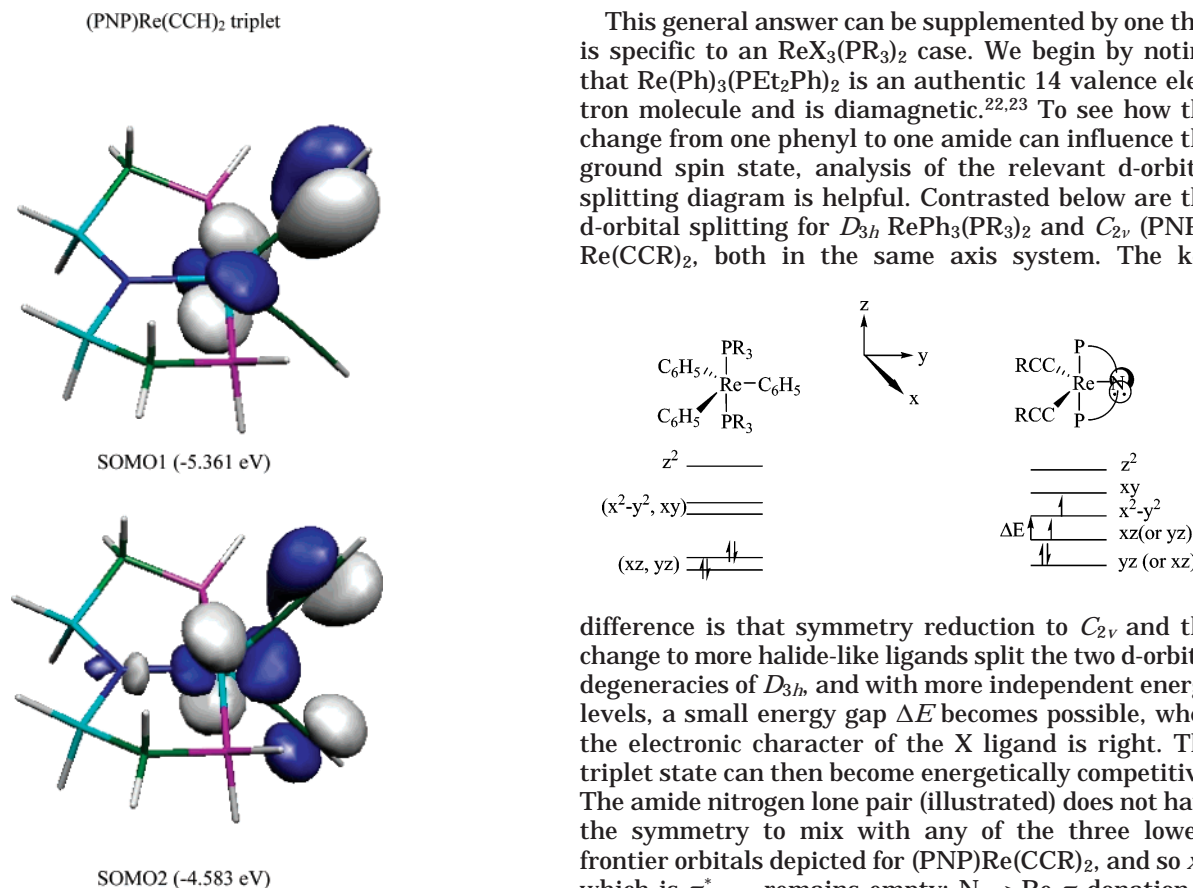 (PNP)Re(CCH)₂ triplet
SOMO1 (-5.361 eV)
SOMO2 (-4.583 eV)
This general answer can be supplemented by one th
is specific to an ReX₃(PR₃)₂ case. We begin by notin
that Re(Ph)₃(PEt₂Ph)₂ is an authentic 14 valence ele
tron molecule and is diamagnetic.²²,²³ To see how th
change from one phenyl to one amide can influence th
ground spin state, analysis of the relevant d-orbit
splitting diagram is helpful. Contrasted below are th
d-orbital splitting for D₃ₕ RePh₃(PR₃)₂ and C₂ᵥ (PNP
Re(CCR)₂, both in the same axis system. The k
PR₃
C₆H₅
Re
C₆H₅
C₆H₅
PR₃
z
y
x
P
RCC
Re
N
RCC
P
z²
(x²-y², xy)
(xz, yz)
z²
xy
x²-y²
ΔE
xz(or yz)
yz (or xz)
difference is that symmetry reduction to C₂ᵥ and th
change to more halide-like ligands split the two d-orbit
degeneracies of D₃ₕ, and with more independent energ
levels, a small energy gap ΔE becomes possible, whe
the electronic character of the X ligand is right. Th
triplet state can then become energetically competitiv
The amide nitrogen lone pair (illustrated) does not ha
the symmetry to mix with any of the three lowe
frontier orbitals depicted for (PNP)Re(CCR)₂, and so x
which is remains empty; Re donation